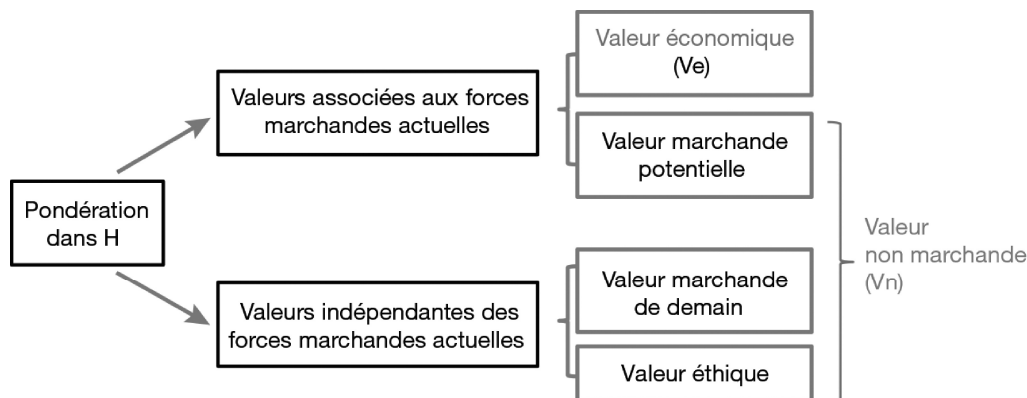 Pondération
dans H
Valeurs associées aux forces
marchandes actuelles
Valeurs indépendantes des
forces marchandes actuelles
Valeur économique
(Ve)
Valeur marchande
potentielle
Valeur marchande
de demain
Valeur éthique
Valeur
non marchande
(Vn)